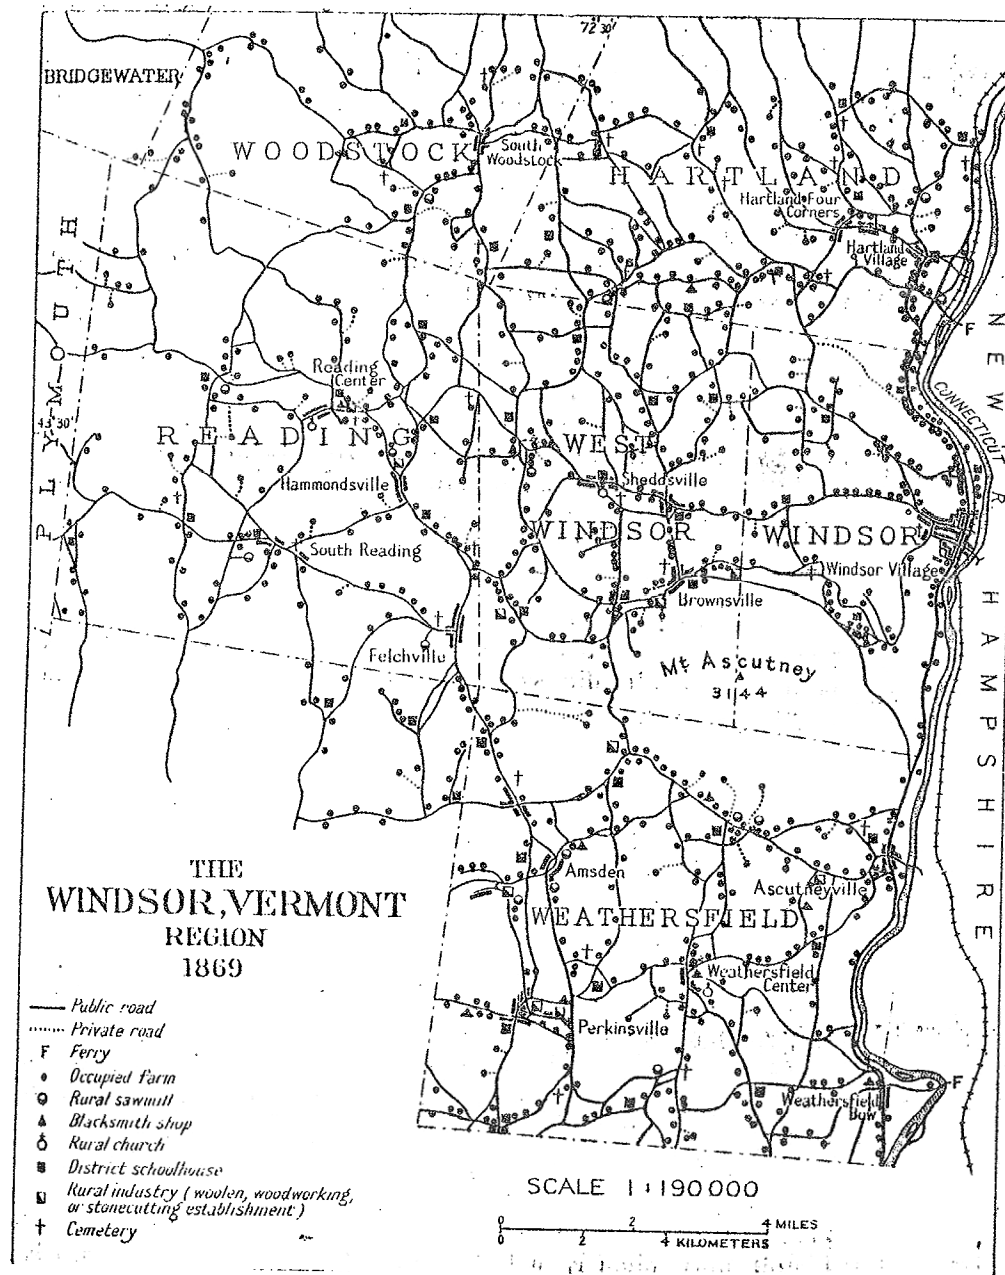 72°30'
BRIDGEWATER
WOODSTOCK
South
Woodstock
HARTLAND
Hartland Four
Corners
Hartland
Village
PLYMOUTH
F
NEW HAMPSHIRE
CONNECTICUT R
Reading
Center
43°30'
READING
WEST
WINDSOR
Sheddsville
Hammondsville
WINDSOR
South Reading
Windsor Village
Brownsville
Felchville
Mt Ascutney
3144
THE
WINDSOR, VERMONT
REGION
1869
Amsden
Ascutneyville
WEATHERSFIELD
Weathersfield
Center
Perkinsville
Weathersfield
Bow
F
Public road
Private road
F Ferry
Occupied farm
Rural sawmill
Blacksmith shop
Rural church
District schoolhouse
Rural industry (woolen, woodworking,
or stonecutting establishment)
Cemetery
SCALE 1:190000
0 2 4 MILES
0 2 4 KILOMETERS